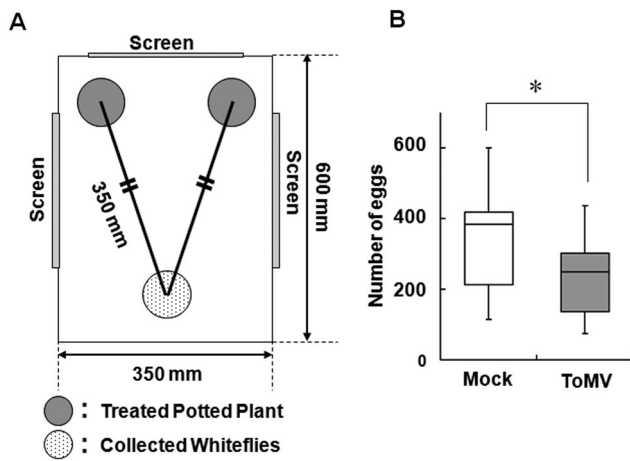 A
Screen
Screen
350 mm
Screen
600 mm
350 mm
: Treated Potted Plant
: Collected Whiteflies
B
*
Number of eggs
600
400
200
0
Mock
ToMV